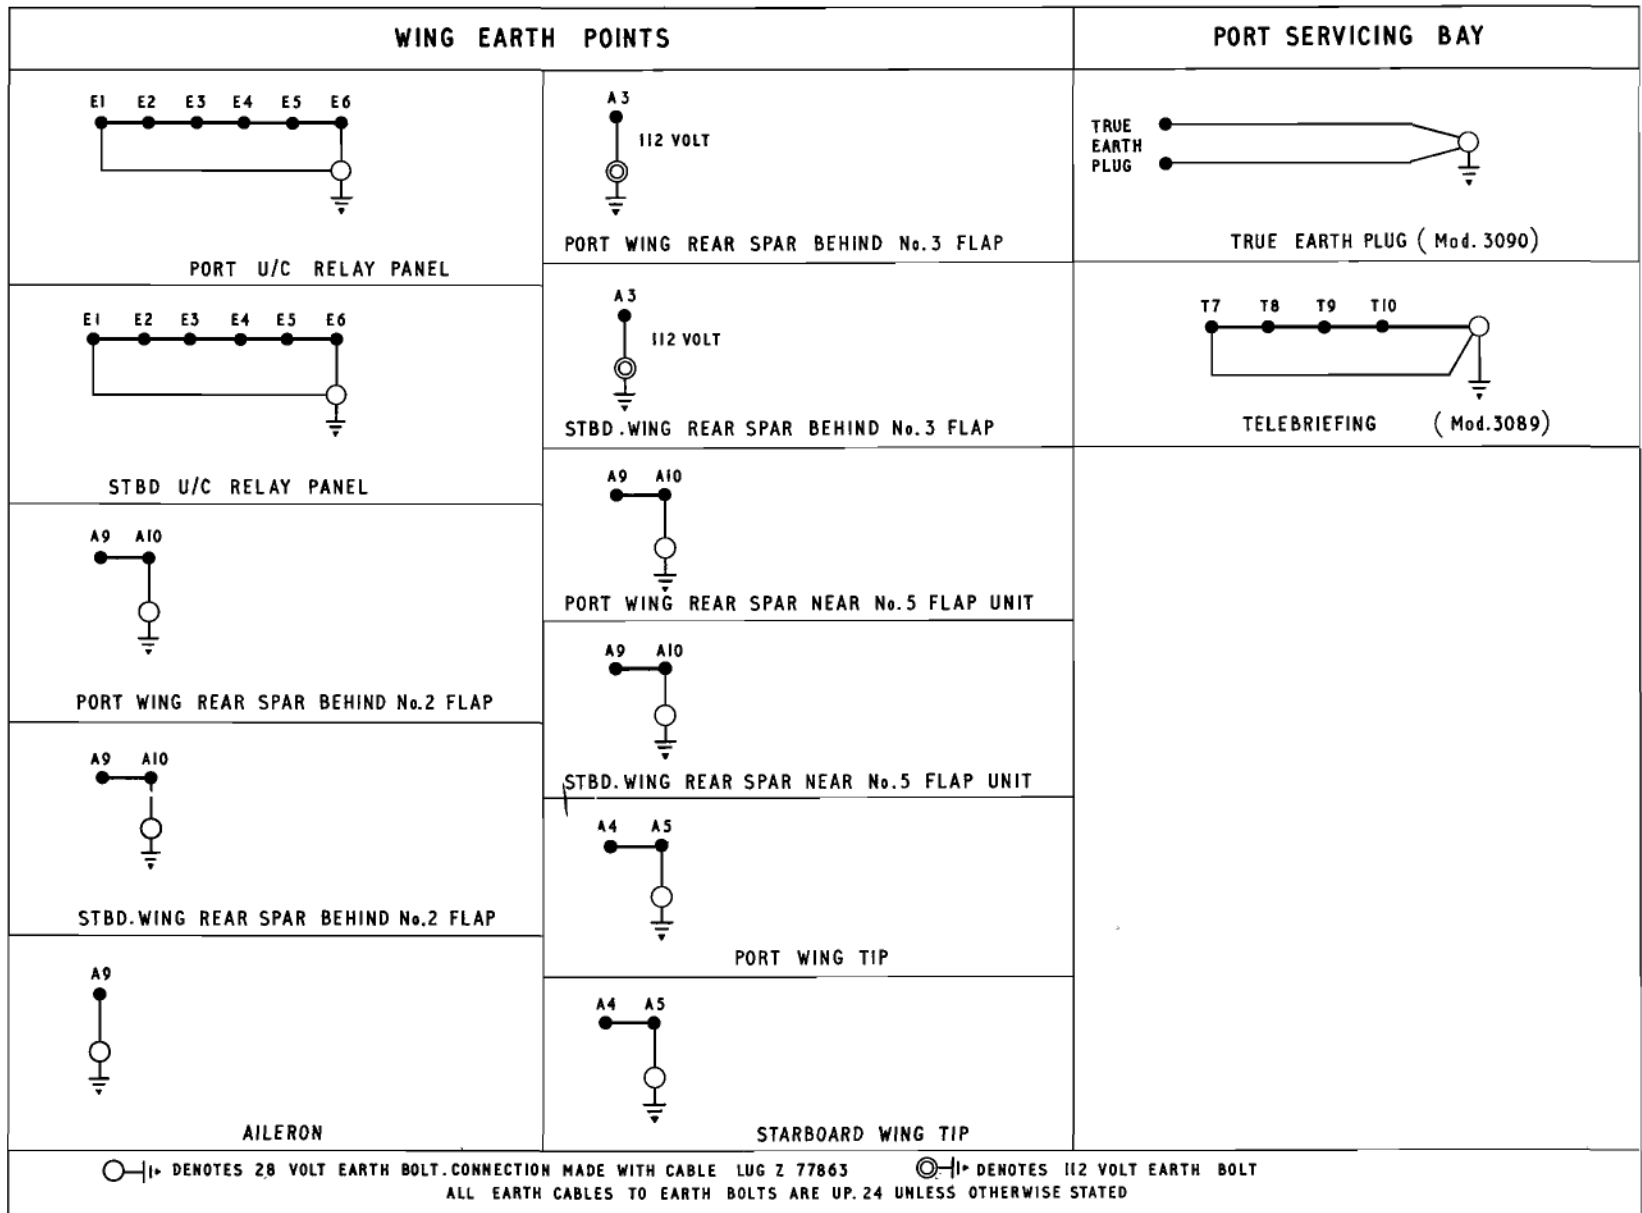 WING EARTH POINTS
PORT SERVICING BAY
E1 E2 E3 E4 E5 E6
PORT U/C RELAY PANEL
E1 E2 E3 E4 E5 E6
STBD U/C RELAY PANEL
A9 A10
PORT WING REAR SPAR BEHIND No.2 FLAP
A9 A10
STBD.WING REAR SPAR BEHIND No.2 FLAP
A9
AILERON
A3
112 VOLT
PORT WING REAR SPAR BEHIND No.3 FLAP
A3
112 VOLT
STBD.WING REAR SPAR BEHIND No.3 FLAP
A9 A10
PORT WING REAR SPAR NEAR No.5 FLAP UNIT
A9 A10
STBD.WING REAR SPAR NEAR No.5 FLAP UNIT
A4 A5
PORT WING TIP
A4 A5
STARBOARD WING TIP
TRUE
EARTH
PLUG
TRUE EARTH PLUG (Mod. 3090)
T7 T8 T9 T10
TELEBRIEFING (Mod.3089)
DENOTES 28 VOLT EARTH BOLT.CONNECTION MADE WITH CABLE LUG Z 77863
DENOTES 112 VOLT EARTH BOLT
ALL EARTH CABLES TO EARTH BOLTS ARE UP.24 UNLESS OTHERWISE STATED